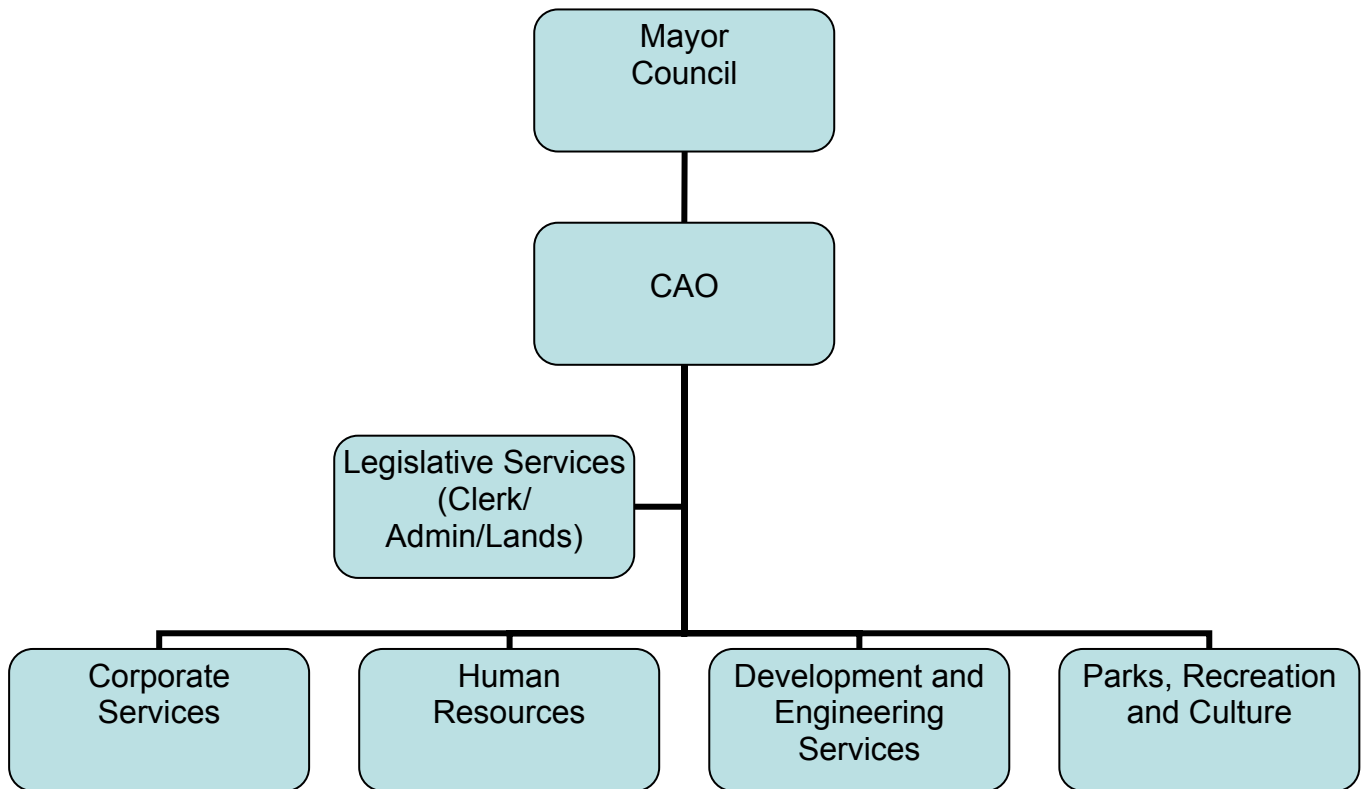 Mayor
Council
CAO
Legislative Services
(Clerk/
Admin/Lands)
Corporate
Services
Human
Resources
Development and
Engineering
Services
Parks, Recreation
and Culture